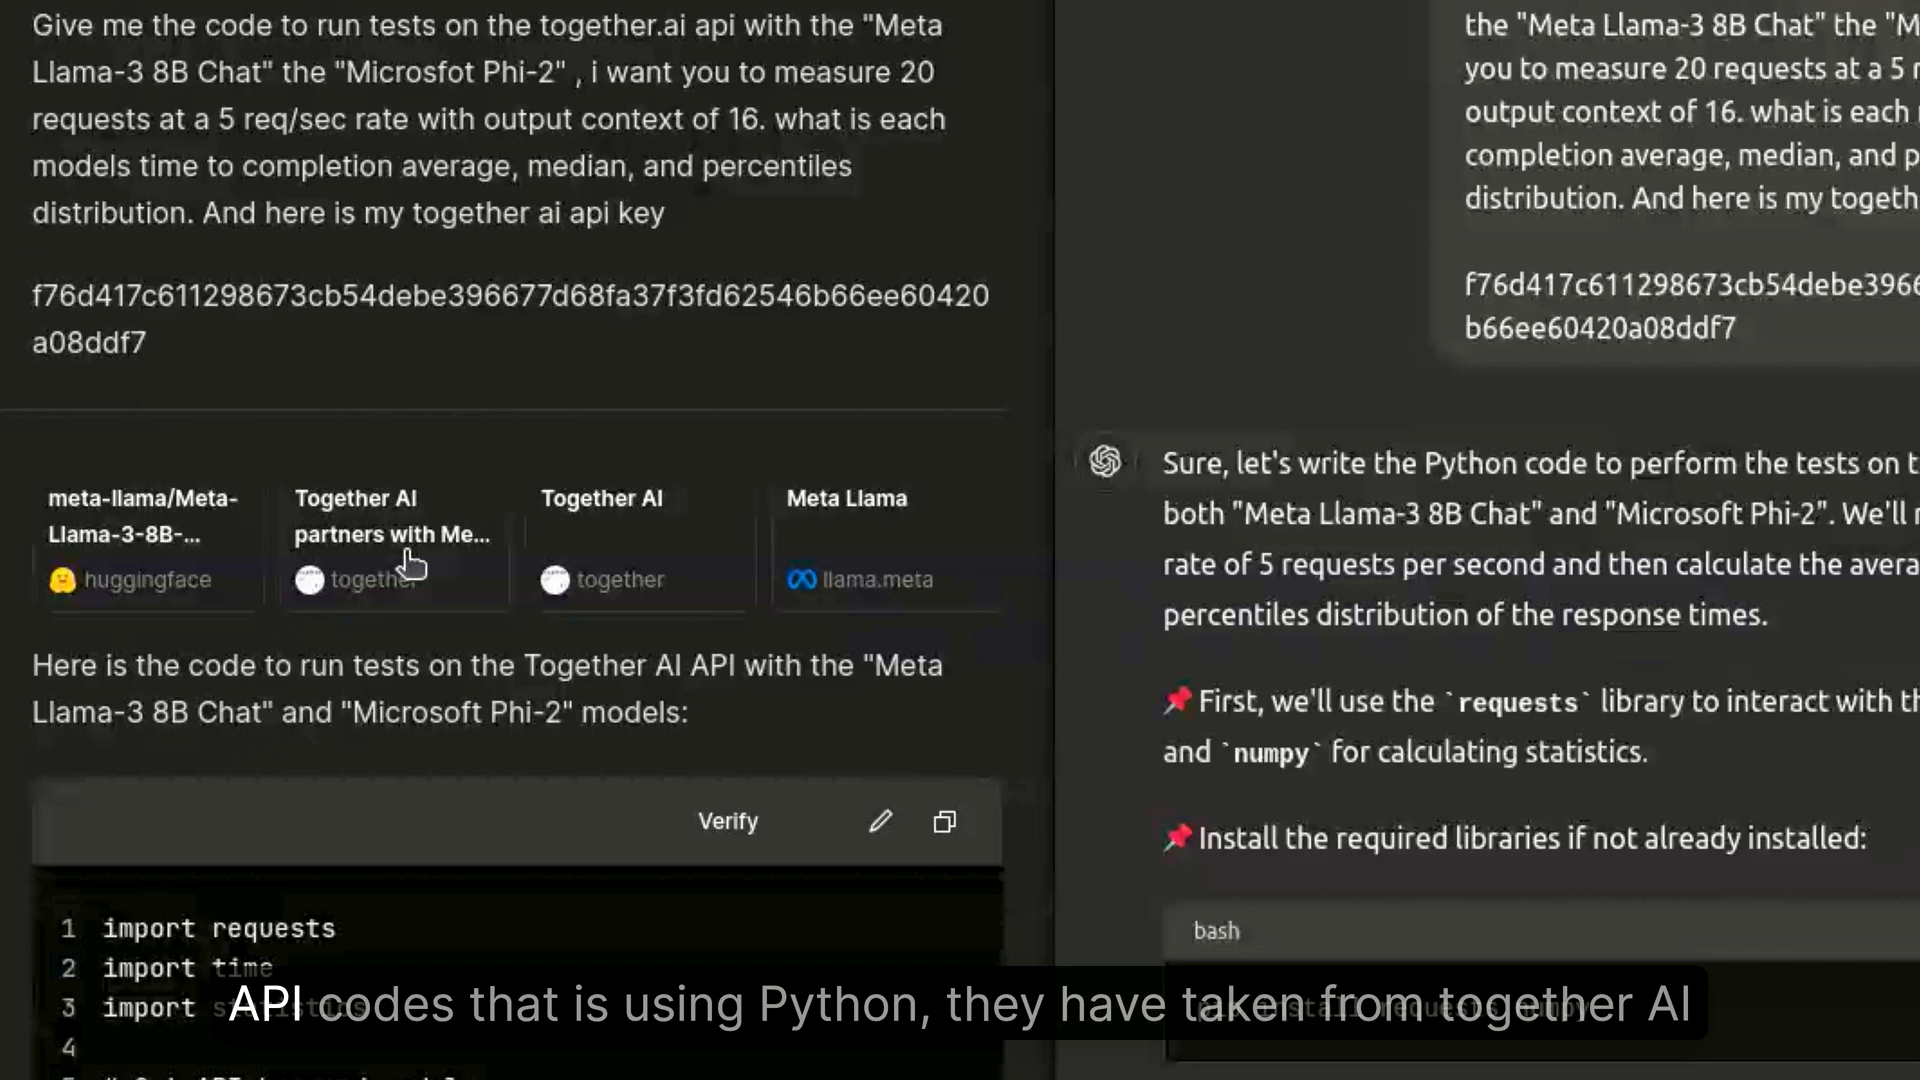 Give me the code to run tests on the together.ai api with the "Meta
Llama-3 8B Chat" the "Microsfot Phi-2" , i want you to measure 20
requests at a 5 req/sec rate with output context of 16. what is each
models time to completion average, median, and percentiles
distribution. And here is my together ai api key
f76d417c611298673cb54debe396677d68fa37f3fd62546b66ee60420
a08ddf7
meta-llama/Meta-
Llama-3-8B-...
huggingface
Together AI
partners with Me...
together
Together AI
together
Meta Llama
llama.meta
Here is the code to run tests on the Together AI API with the "Meta
Llama-3 8B Chat" and "Microsoft Phi-2" models:
Verify
1 import requests
2 import time
3 import statistics
4
the "Meta Llama-3 8B Chat" the "M
you to measure 20 requests at a 5 r
output context of 16. what is each
completion average, median, and p
distribution. And here is my togeth
f76d417c611298673cb54debe3966
b66ee60420a08ddf7
Sure, let's write the Python code to perform the tests on t
both "Meta Llama-3 8B Chat" and "Microsoft Phi-2". We'll
rate of 5 requests per second and then calculate the avera
percentiles distribution of the response times.
📌 First, we'll use the `requests` library to interact with th
and `numpy` for calculating statistics.
📌 Install the required libraries if not already installed:
bash
pip install requests numpy
API codes that is using Python, they have taken from together AI